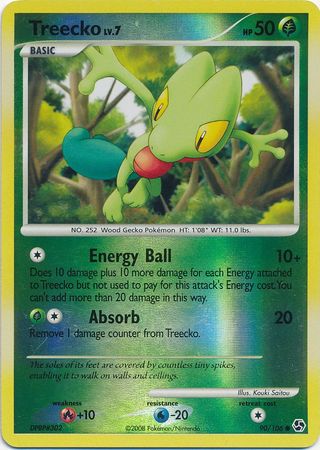 Treecko LV.7 HP 50
BASIC
NO. 252 Wood Gecko Pokémon HT: 1'08" WT: 11.0 lbs.
Energy Ball 10+
Does 10 damage plus 10 more damage for each Energy attached
to Treecko but not used to pay for this attack's Energy cost. You
can't add more than 20 damage in this way.
Absorb 20
Remove 1 damage counter from Treecko.
The soles of its feet are covered by countless tiny spikes,
enabling it to walk on walls and ceilings.
Illus. Kouki Saitou
weakness resistance retreat cost
+10 -20
DPBP#302 ©2008 Pokémon/Nintendo 90/106